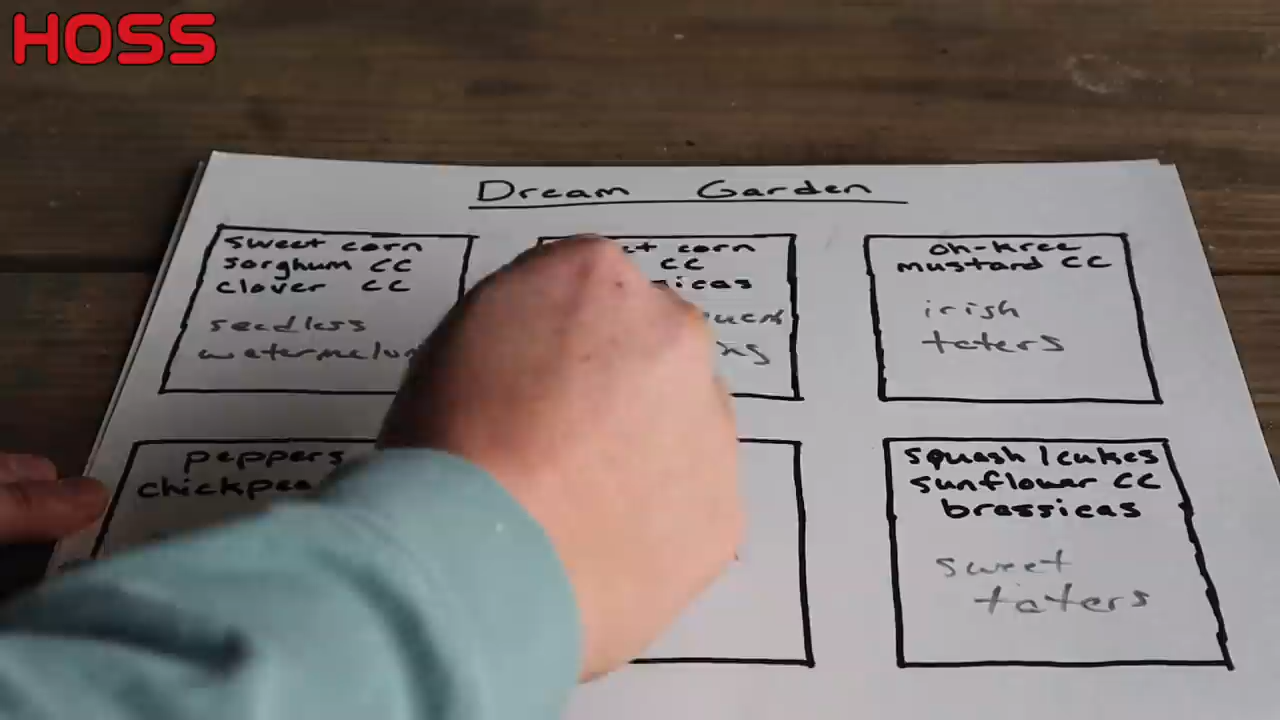 HOSS
Dream Garden
sweet corn
sorghum CC
clover CC
seedless
corn
CC
oh-kree
mustard CC
irish
taters
peppers
squash/cukes
sunflower CC
brassicas
sweet
taters